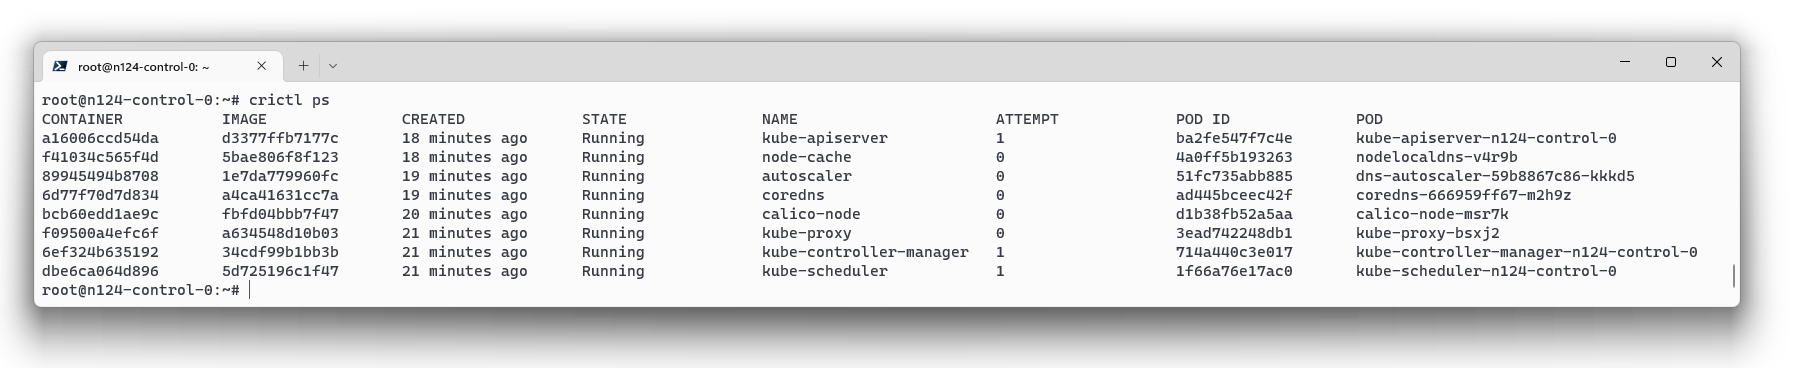 root@n124-control-0: ~
root@n124-control-0:~# crictl ps
CONTAINER IMAGE CREATED STATE NAME ATTEMPT POD ID POD
a16006ccd54da d3377ffb7177c 18 minutes ago Running kube-apiserver 1 ba2fe547f7c4e kube-apiserver-n124-control-0
f41034c565f4d 5bae806f8f123 18 minutes ago Running node-cache 0 4a0ff5b193263 nodelocaldns-v4r9b
89945494b8708 1e7da779960fc 19 minutes ago Running autoscaler 0 51fc735abb885 dns-autoscaler-59b8867c86-kkkd5
6d77f70d7d834 a4ca41631cc7a 19 minutes ago Running coredns 0 ad445bceec42f coredns-666959ff67-m2h9z
bcb60edd1ae9c fbfd04bbb7f47 20 minutes ago Running calico-node 0 d1b38fb52a5aa calico-node-msr7k
f09500a4efc6f a634548d10b03 21 minutes ago Running kube-proxy 0 3ead742248db1 kube-proxy-bsxj2
6ef324b635192 34cdf99b1bb3b 21 minutes ago Running kube-controller-manager 1 714a440c3e017 kube-controller-manager-n124-control-0
dbe6ca064d896 5d725196c1f47 21 minutes ago Running kube-scheduler 1 1f66a76e17ac0 kube-scheduler-n124-control-0
root@n124-control-0:~#